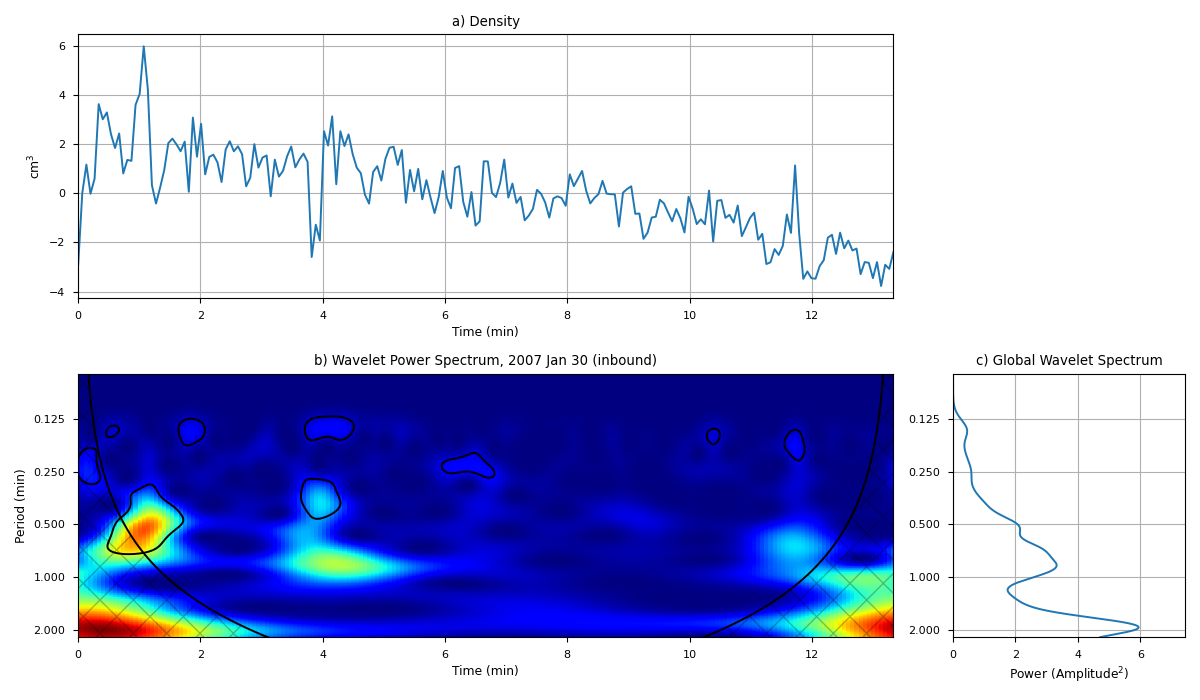 a) Density
6
4
2
0
−2
−4
cm³
0 2 4 6 8 10 12
Time (min)
b) Wavelet Power Spectrum, 2007 Jan 30 (inbound)
0.125
0.250
0.500
1.000
2.000
Period (min)
0 2 4 6 8 10 12
Time (min)
c) Global Wavelet Spectrum
0.125
0.250
0.500
1.000
2.000
0 2 4 6
Power (Amplitude²)